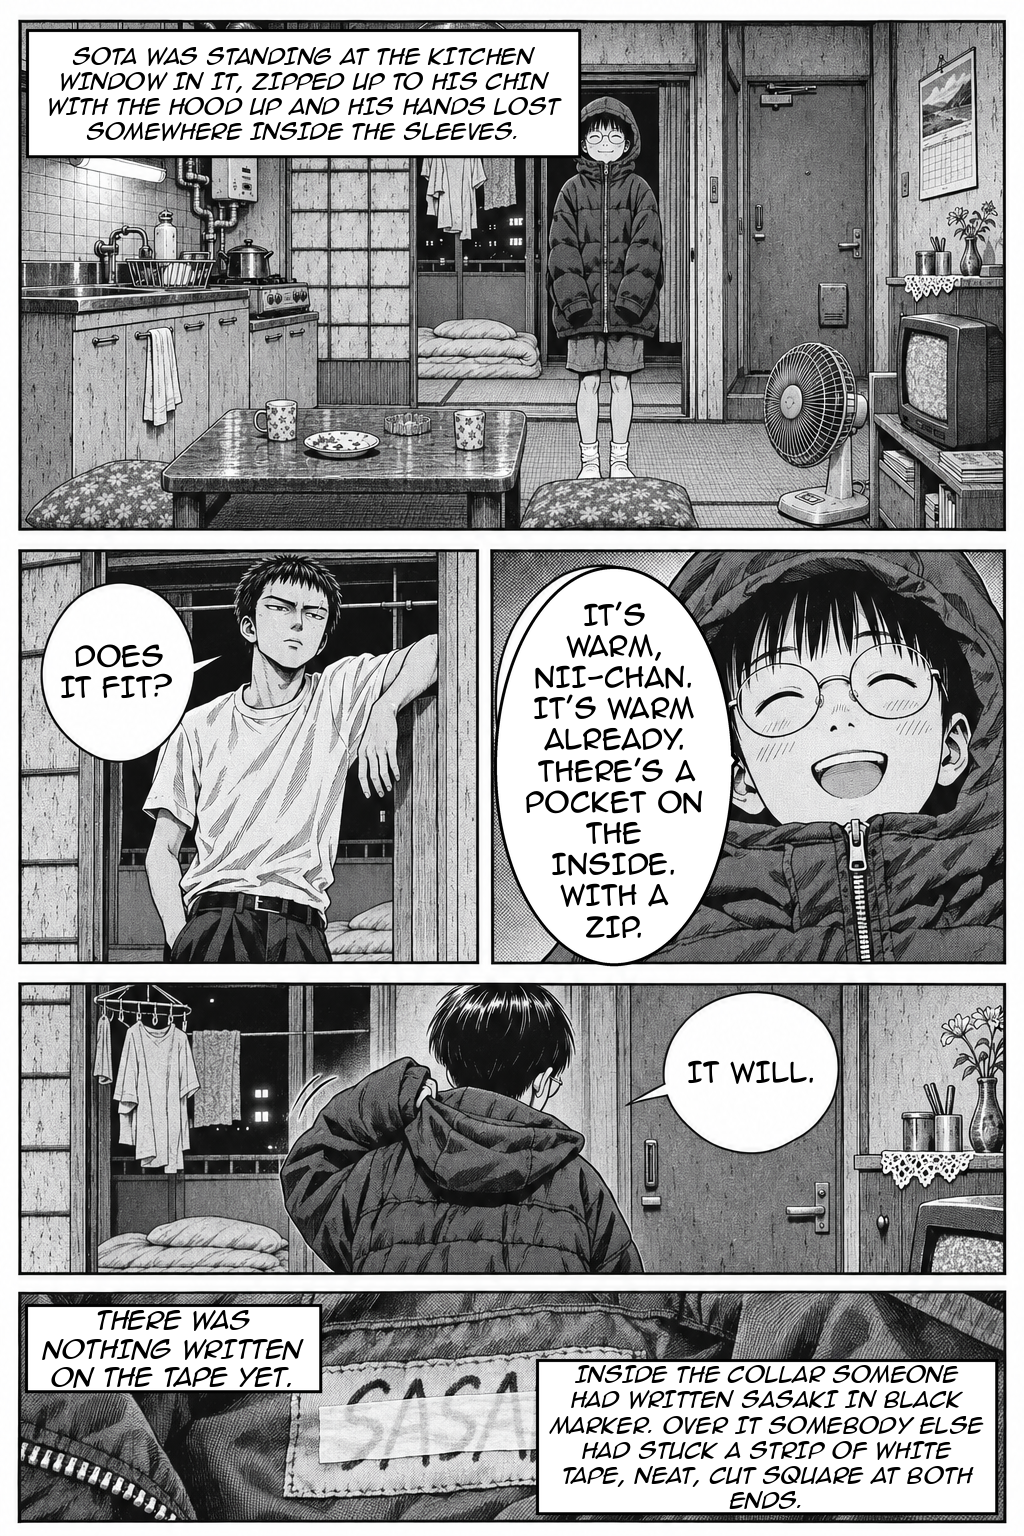 SOTA WAS STANDING AT THE KITCHEN
WINDOW IN IT, ZIPPED UP TO HIS CHIN
WITH THE HOOD UP AND HIS HANDS LOST
SOMEWHERE INSIDE THE SLEEVES.
DOES
IT FIT?
IT'S
WARM,
NII-CHAN.
IT'S WARM
ALREADY.
THERE'S A
POCKET ON
THE
INSIDE.
WITH A
ZIP.
IT WILL.
THERE WAS
NOTHING WRITTEN
ON THE TAPE YET.
SASA
INSIDE THE COLLAR SOMEONE
HAD WRITTEN SASAKI IN BLACK
MARKER. OVER IT SOMEBODY ELSE
HAD STUCK A STRIP OF WHITE
TAPE, NEAT, CUT SQUARE AT BOTH
ENDS.